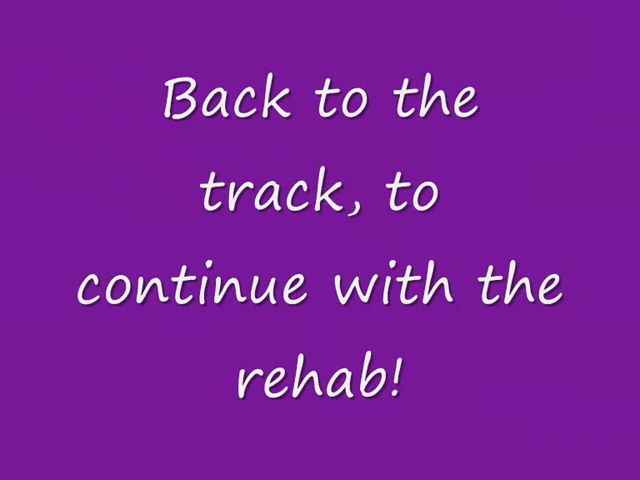 Back to the
track, to
continue with the
rehab!